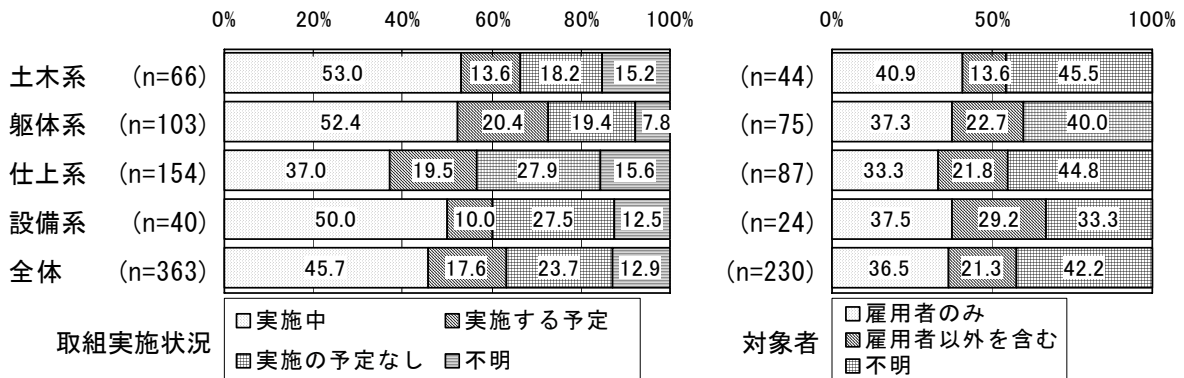 0% 20% 40% 60% 80% 100% 0% 50% 100%
土木系 (n=66) 53.0 13.6 18.2 15.2 (n=44) 40.9 13.6 45.5
躯体系 (n=103) 52.4 20.4 19.4 7.8 (n=75) 37.3 22.7 40.0
仕上系 (n=154) 37.0 19.5 27.9 15.6 (n=87) 33.3 21.8 44.8
設備系 (n=40) 50.0 10.0 27.5 12.5 (n=24) 37.5 29.2 33.3
全体 (n=363) 45.7 17.6 23.7 12.9 (n=230) 36.5 21.3 42.2
取組実施状況
実施中 実施する予定
実施の予定なし 不明
対象者
雇用者のみ
雇用者以外を含む
不明